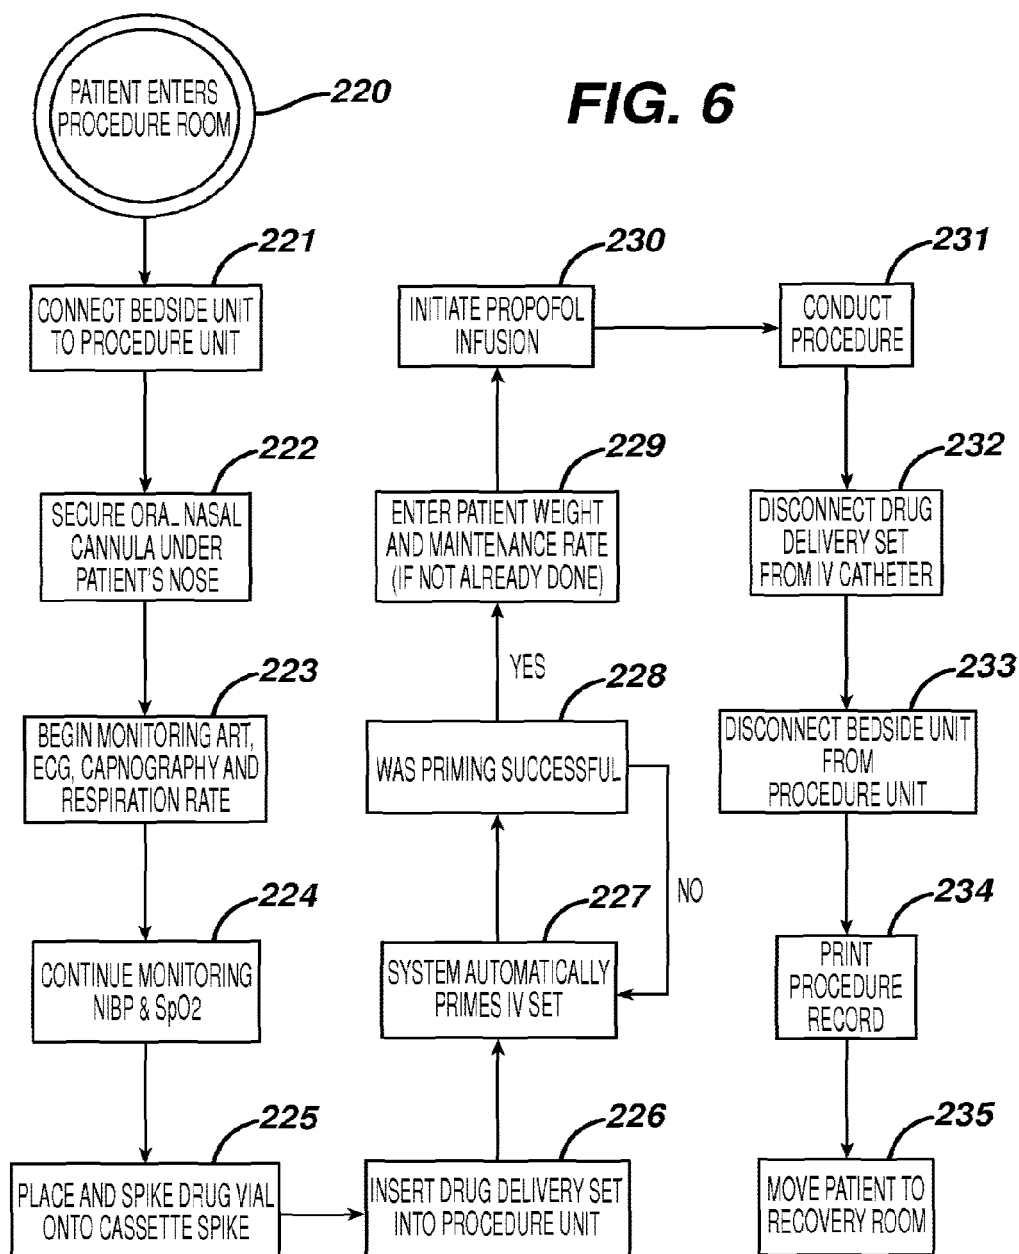 FIG. 6
PATIENT ENTERS
PROCEDURE ROOM
220
221
CONNECT BEDSIDE UNIT
TO PROCEDURE UNIT
222
SECURE ORAL NASAL
CANNULA UNDER
PATIENT'S NOSE
223
BEGIN MONITORING ART,
ECG, CAPNOGRAPHY AND
RESPIRATION RATE
224
CONTINUE MONITORING
NIBP & SpO2
225
PLACE AND SPIKE DRUG VIAL
ONTO CASSETTE SPIKE
226
INSERT DRUG DELIVERY SET
INTO PROCEDURE UNIT
227
SYSTEM AUTOMATICALLY
PRIMES IV SET
228
WAS PRIMING SUCCESSFUL
NO
YES
229
ENTER PATIENT WEIGHT
AND MAINTENANCE RATE
(IF NOT ALREADY DONE)
230
INITIATE PROPOFOL
INFUSION
231
CONDUCT
PROCEDURE
232
DISCONNECT DRUG
DELIVERY SET
FROM IV CATHETER
233
DISCONNECT BEDSIDE UNIT
FROM
PROCEDURE UNIT
234
PRINT
PROCEDURE
RECORD
235
MOVE PATIENT TO
RECOVERY ROOM